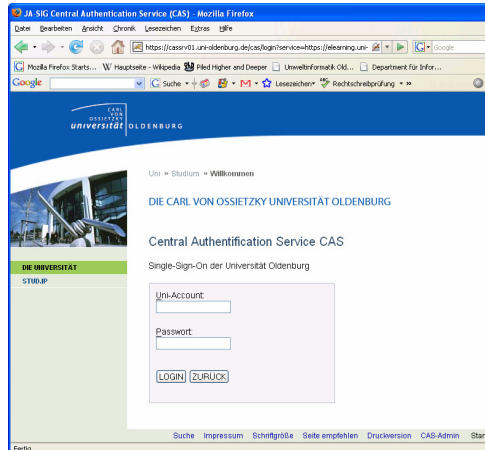 JA-SIG Central Authentication Service (CAS) - Mozilla Firefox
Datei Bearbeiten Ansicht Chronik Lesezeichen Extras Hilfe
https://cassrv01.uni-oldenburg.de/cas/login?service=https://elearning.uni- Google
Mozilla Firefox: Starts... Hauptseite - Wikipedia Piled Higher and Deeper Umweltinformatik Old... Department für Infor...
Google Suche Lesezeichen Rechtschreibprüfung
CARL
VON
OSSIETZKY
universität OLDENBURG
Uni » Studium » Willkommen
DIE CARL VON OSSIETZKY UNIVERSITÄT OLDENBURG
Central Authentification Service CAS
DIE UNIVERSITÄT
Single-Sign-On der Universität Oldenburg
STUD.IP
Uni-Account:
Passwort:
LOGIN ZURÜCK
Suche Impressum Schriftgröße Seite empfehlen Druckversion CAS-Admin Star
Fertig